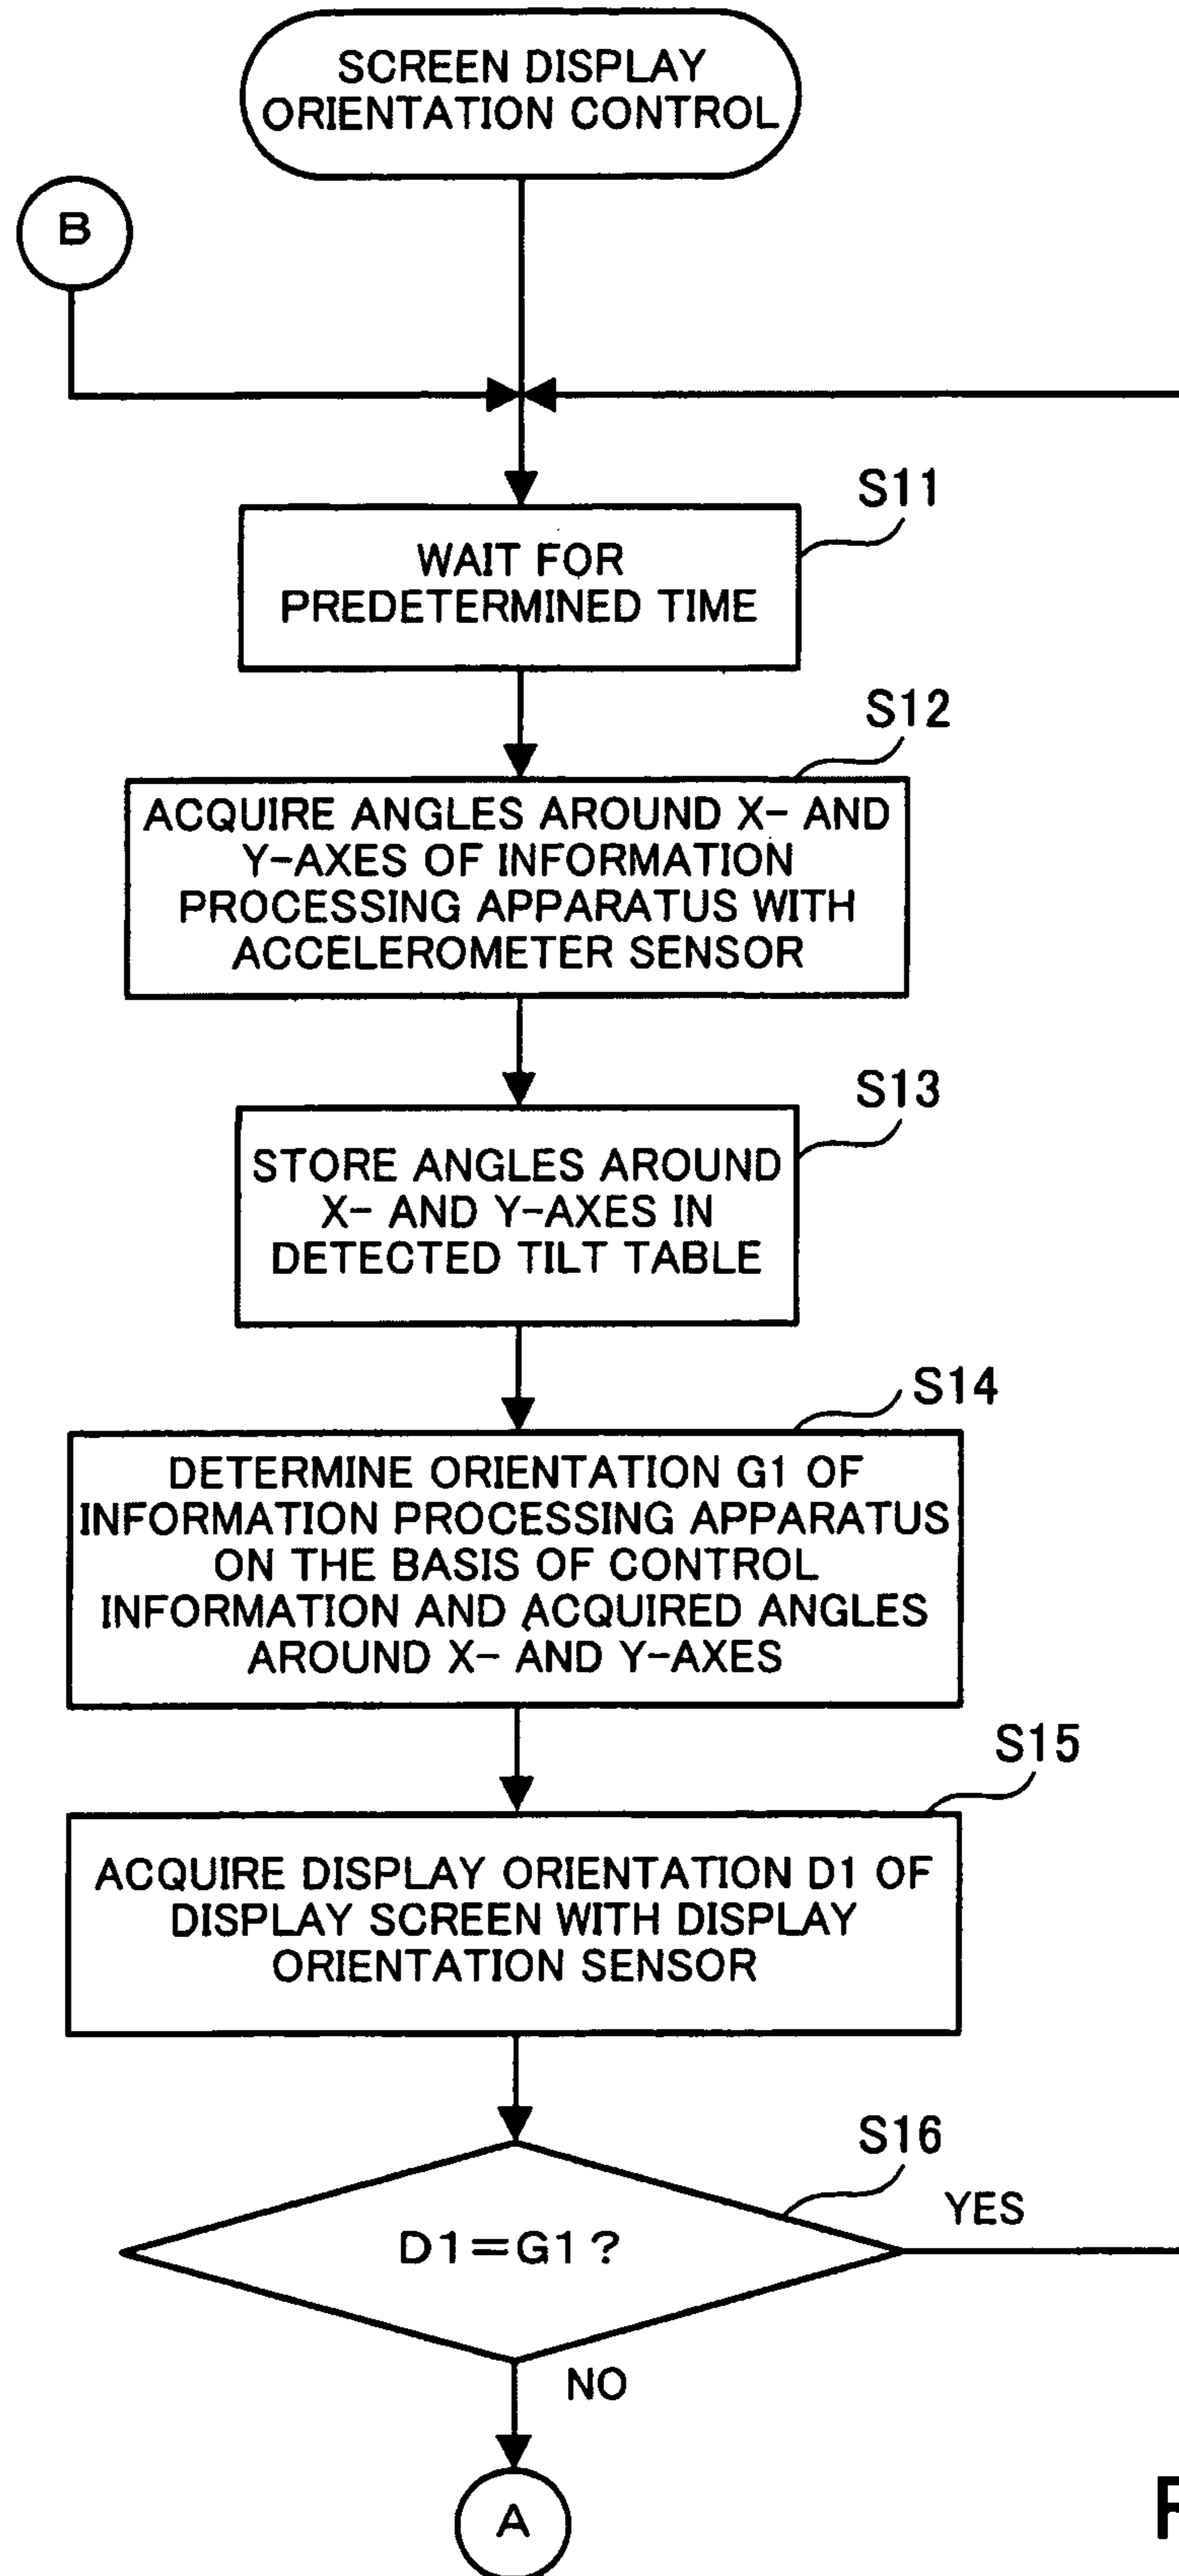 SCREEN DISPLAY
ORIENTATION CONTROL
B
S11
WAIT FOR
PREDETERMINED TIME
S12
ACQUIRE ANGLES AROUND X- AND
Y-AXES OF INFORMATION
PROCESSING APPARATUS WITH
ACCELEROMETER SENSOR
S13
STORE ANGLES AROUND
X- AND Y-AXES IN
DETECTED TILT TABLE
S14
DETERMINE ORIENTATION G1 OF
INFORMATION PROCESSING APPARATUS
ON THE BASIS OF CONTROL
INFORMATION AND ACQUIRED ANGLES
AROUND X- AND Y-AXES
S15
ACQUIRE DISPLAY ORIENTATION D1 OF
DISPLAY SCREEN WITH DISPLAY
ORIENTATION SENSOR
S16
YES
D1=G1?
NO
A